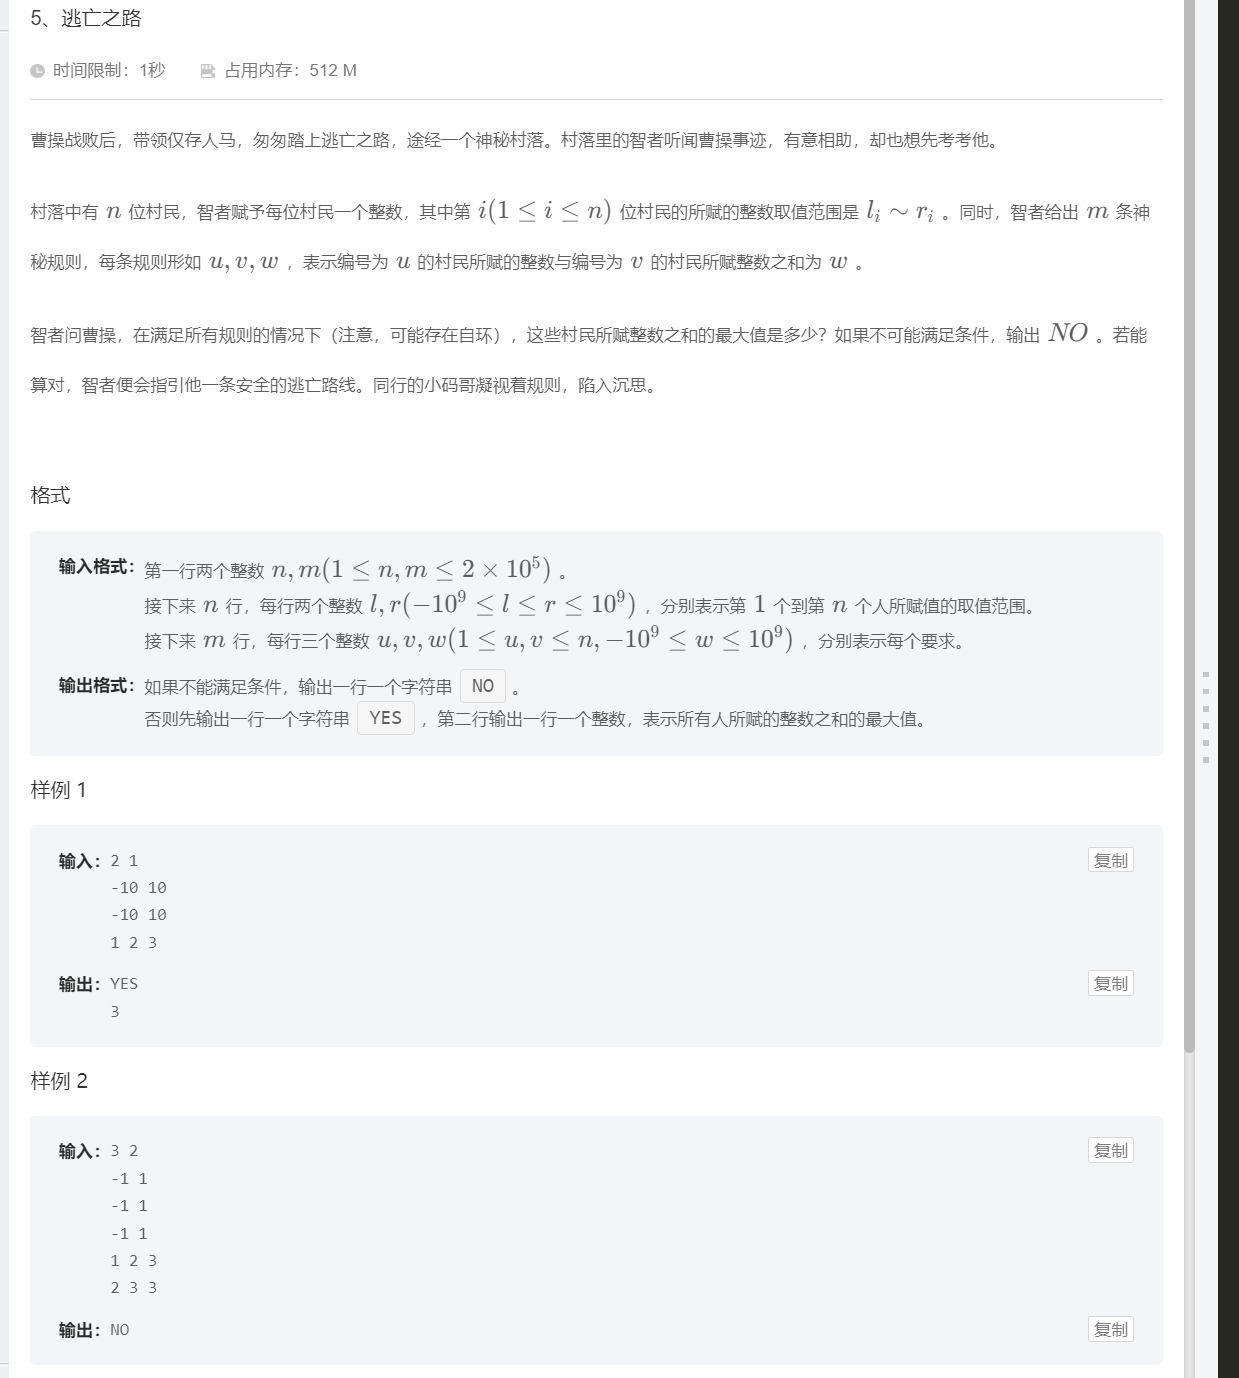 5、逃亡之路
时间限制：1秒 占用内存：512 M
曹操战败后，带领仅存人马，匆匆踏上逃亡之路，途经一个神秘村落。村落里的智者听闻曹操事迹，有意相助，却也想先考考他。
村落中有 n 位村民，智者赋予每位村民一个整数，其中第 i(1 ≤ i ≤ n) 位村民的所赋的整数取值范围是 l_i ∼ r_i 。同时，智者给出 m 条神
秘规则，每条规则形如 u, v, w ，表示编号为 u 的村民所赋的整数与编号为 v 的村民所赋整数之和为 w 。
智者问曹操，在满足所有规则的情况下（注意，可能存在自环），这些村民所赋整数之和的最大值是多少？如果不可能满足条件，输出 NO 。若能
算对，智者便会指引他一条安全的逃亡路线。同行的小码哥凝视着规则，陷入沉思。
格式
输入格式：第一行两个整数 n, m(1 ≤ n, m ≤ 2 × 10^5) 。
接下来 n 行，每行两个整数 l, r(−10^9 ≤ l ≤ r ≤ 10^9) ，分别表示第 1 个到第 n 个人所赋值的取值范围。
接下来 m 行，每行三个整数 u, v, w(1 ≤ u, v ≤ n, −10^9 ≤ w ≤ 10^9) ，分别表示每个要求。
输出格式：如果不能满足条件，输出一行一个字符串 NO 。
否则先输出一行一个字符串 YES ，第二行输出一行一个整数，表示所有人所赋的整数之和的最大值。
样例 1
输入：2 1 复制
-10 10
-10 10
1 2 3
输出：YES 复制
3
样例 2
输入：3 2 复制
-1 1
-1 1
-1 1
1 2 3
2 3 3
输出：NO 复制